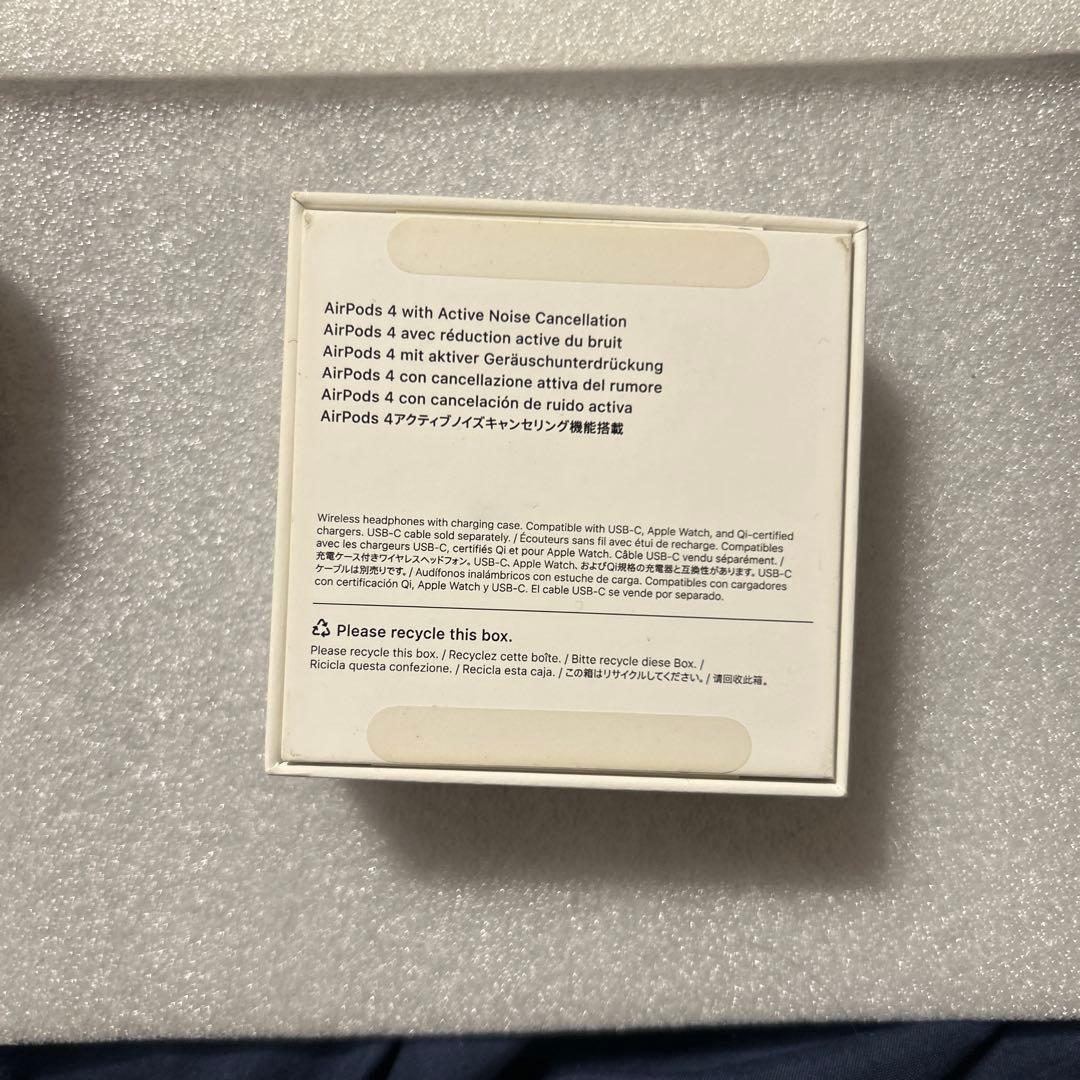 AirPods 4 with Active Noise Cancellation
AirPods 4 avec réduction active du bruit
AirPods 4 mit aktiver Geräuschunterdrückung
AirPods 4 con cancellazione attiva del rumore
AirPods 4 con cancelación de ruido activa
AirPods 4アクティブノイズキャンセリング機能搭載
Wireless headphones with charging case. Compatible with USB-C, Apple Watch, and Qi-certified
chargers. USB-C cable sold separately. / Écouteurs sans fil avec étui de recharge. Compatibles
avec les chargeurs USB-C, certifiés Qi et pour Apple Watch. Câble USB-C vendu séparément. /
充電ケース付きワイヤレスヘッドフォン。USB-C、Apple Watch、およびQi規格の充電器と互換性があります。USB-C
ケーブルは別売りです。/ Audífonos inalámbricos con estuche de carga. Compatibles con cargadores
con certificación Qi, Apple Watch y USB-C. El cable USB-C se vende por separado.
Please recycle this box.
Please recycle this box. / Recyclez cette boîte. / Bitte recycle diese Box. /
Ricicla questa confezione. / Recicla esta caja. / この箱はリサイクルしてください。/ 请回收此箱。